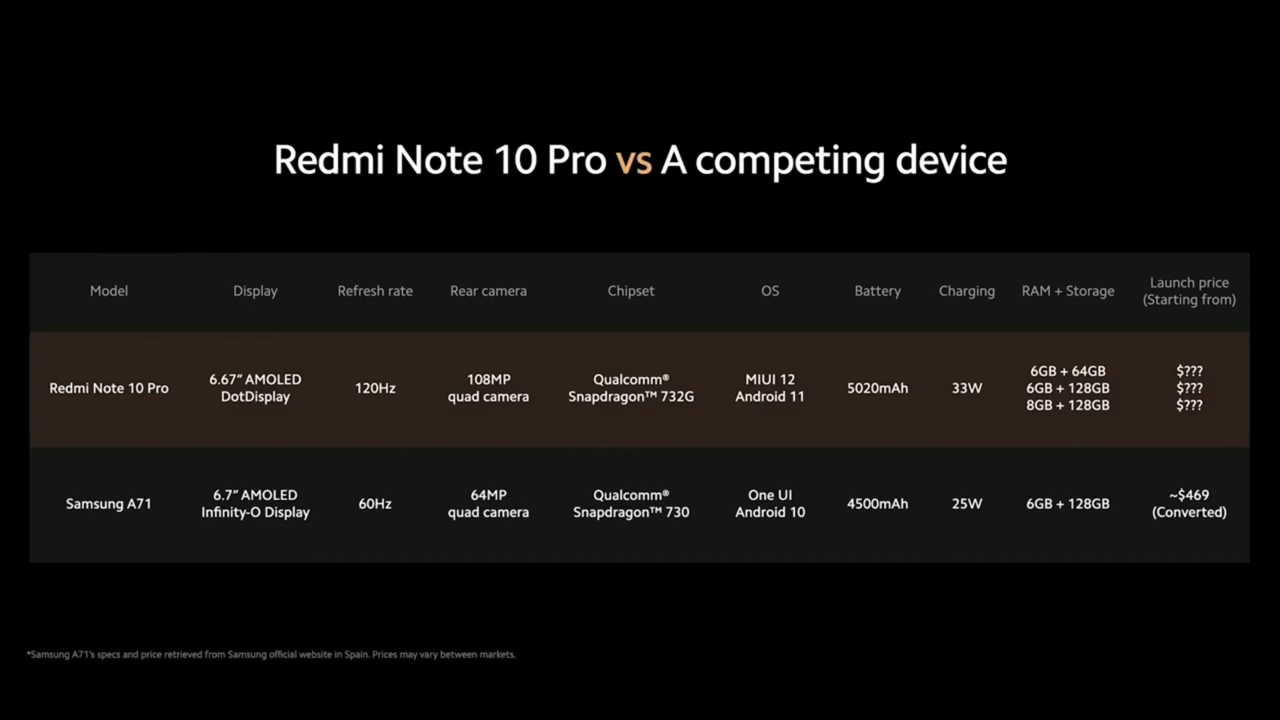 Redmi Note 10 Pro vs A competing device
Model Display Refresh rate Rear camera Chipset OS Battery Charging RAM + Storage Launch price (Starting from)
Redmi Note 10 Pro
6.67″ AMOLED
DotDisplay
120Hz
108MP
quad camera
Qualcomm®
Snapdragon™ 732G
MIUI 12
Android 11
5020mAh
33W
6GB + 64GB
6GB + 128GB
8GB + 128GB
$???
$???
$???
Samsung A71
6.7″ AMOLED
Infinity-O Display
60Hz
64MP
quad camera
Qualcomm®
Snapdragon™ 730
One UI
Android 10
4500mAh
25W
6GB + 128GB
~$469
(Converted)
*Samsung A71's specs and price retrieved from Samsung official website in Spain. Prices may vary between markets.